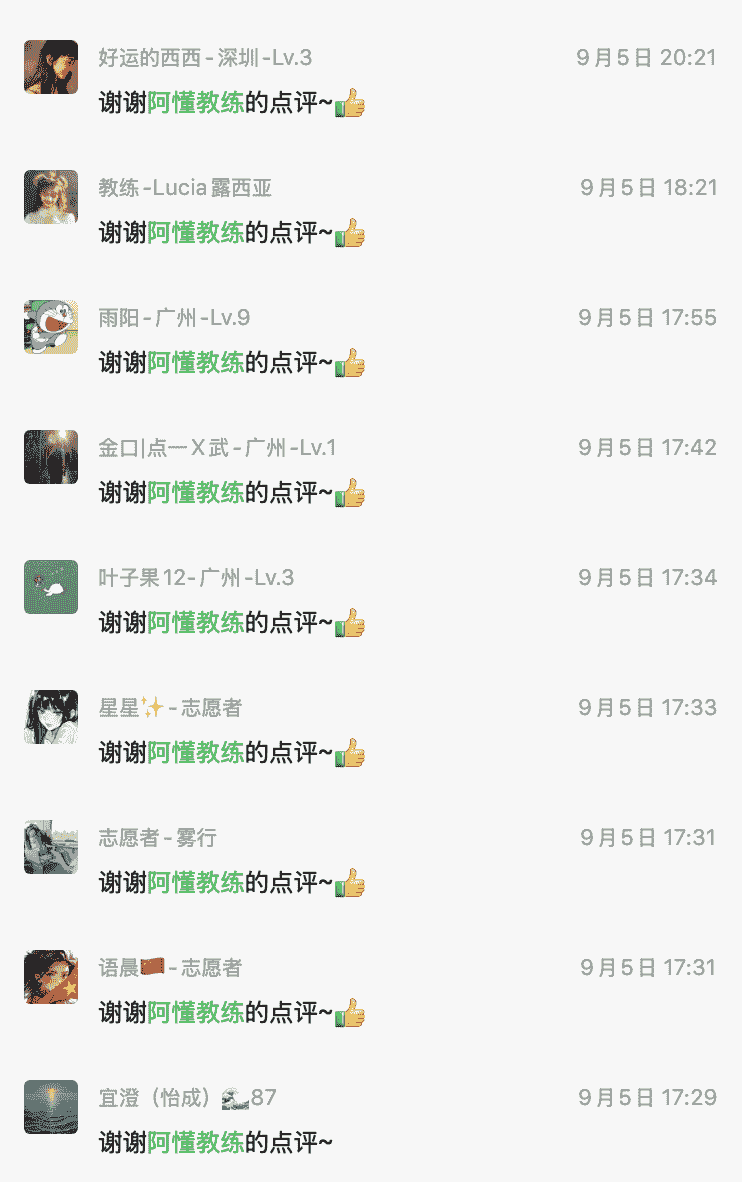 好运的西西-深圳-Lv.3 9月5日 20:21
谢谢阿懂教练的点评~👍
教练-Lucia露西亚 9月5日 18:21
谢谢阿懂教练的点评~👍
雨阳-广州-Lv.9 9月5日 17:55
谢谢阿懂教练的点评~👍
金口|点一X武-广州-Lv.1 9月5日 17:42
谢谢阿懂教练的点评~👍
叶子果12-广州-Lv.3 9月5日 17:34
谢谢阿懂教练的点评~👍
星星✨-志愿者 9月5日 17:33
谢谢阿懂教练的点评~👍
志愿者-雾行 9月5日 17:31
谢谢阿懂教练的点评~👍
语晨🇨🇳-志愿者 9月5日 17:31
谢谢阿懂教练的点评~👍
宜澄（怡成）🌊87 9月5日 17:29
谢谢阿懂教练的点评~